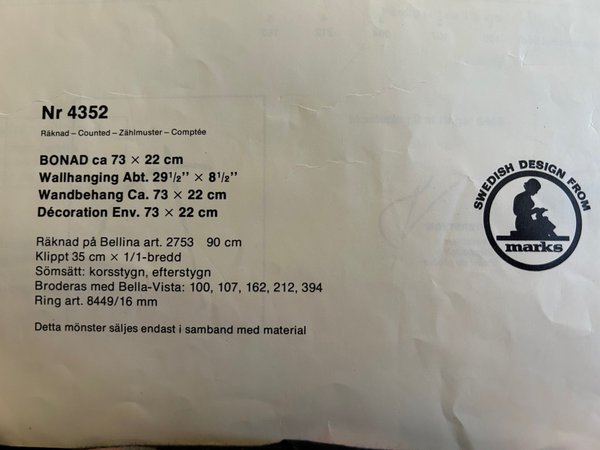 Nr 4352
Räknad – Counted – Zählmuster – Comptée
BONAD ca 73 × 22 cm
Wallhanging Abt. 29¹/₂” × 8¹/₂”
Wandbehang Ca. 73 × 22 cm
Décoration Env. 73 × 22 cm
Räknad på Bellina art. 2753 90 cm
Klippt 35 cm × 1/1-bredd
Sömsätt: korsstygn, efterstygn
Broderas med Bella-Vista: 100, 107, 162, 212, 394
Ring art. 8449/16 mm
Detta mönster säljes endast i samband med material
SWEDISH DESIGN FROM
marks